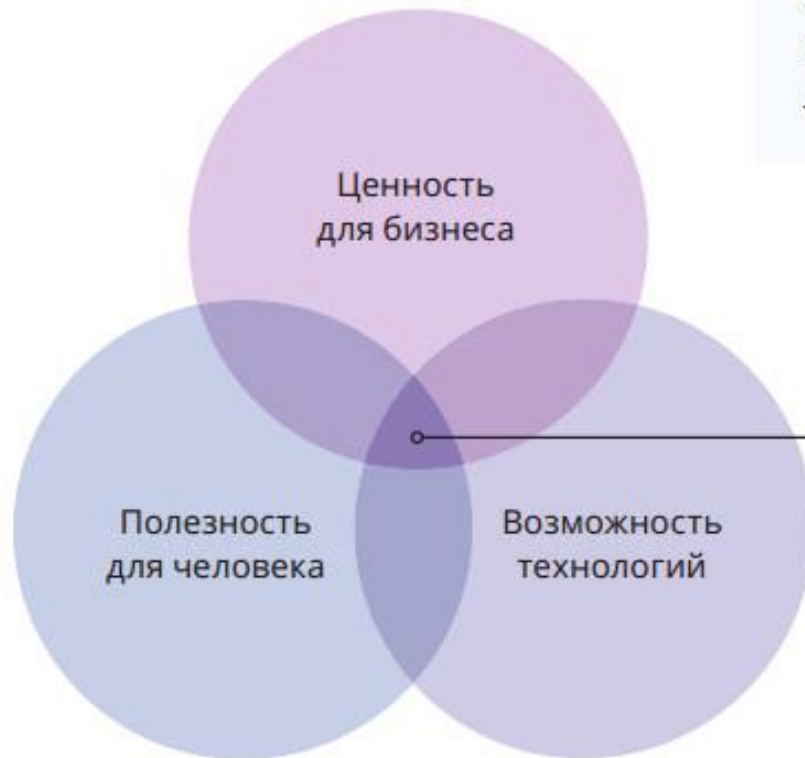 Ценность
для бизнеса
Полезность
для человека
Возможность
технологий